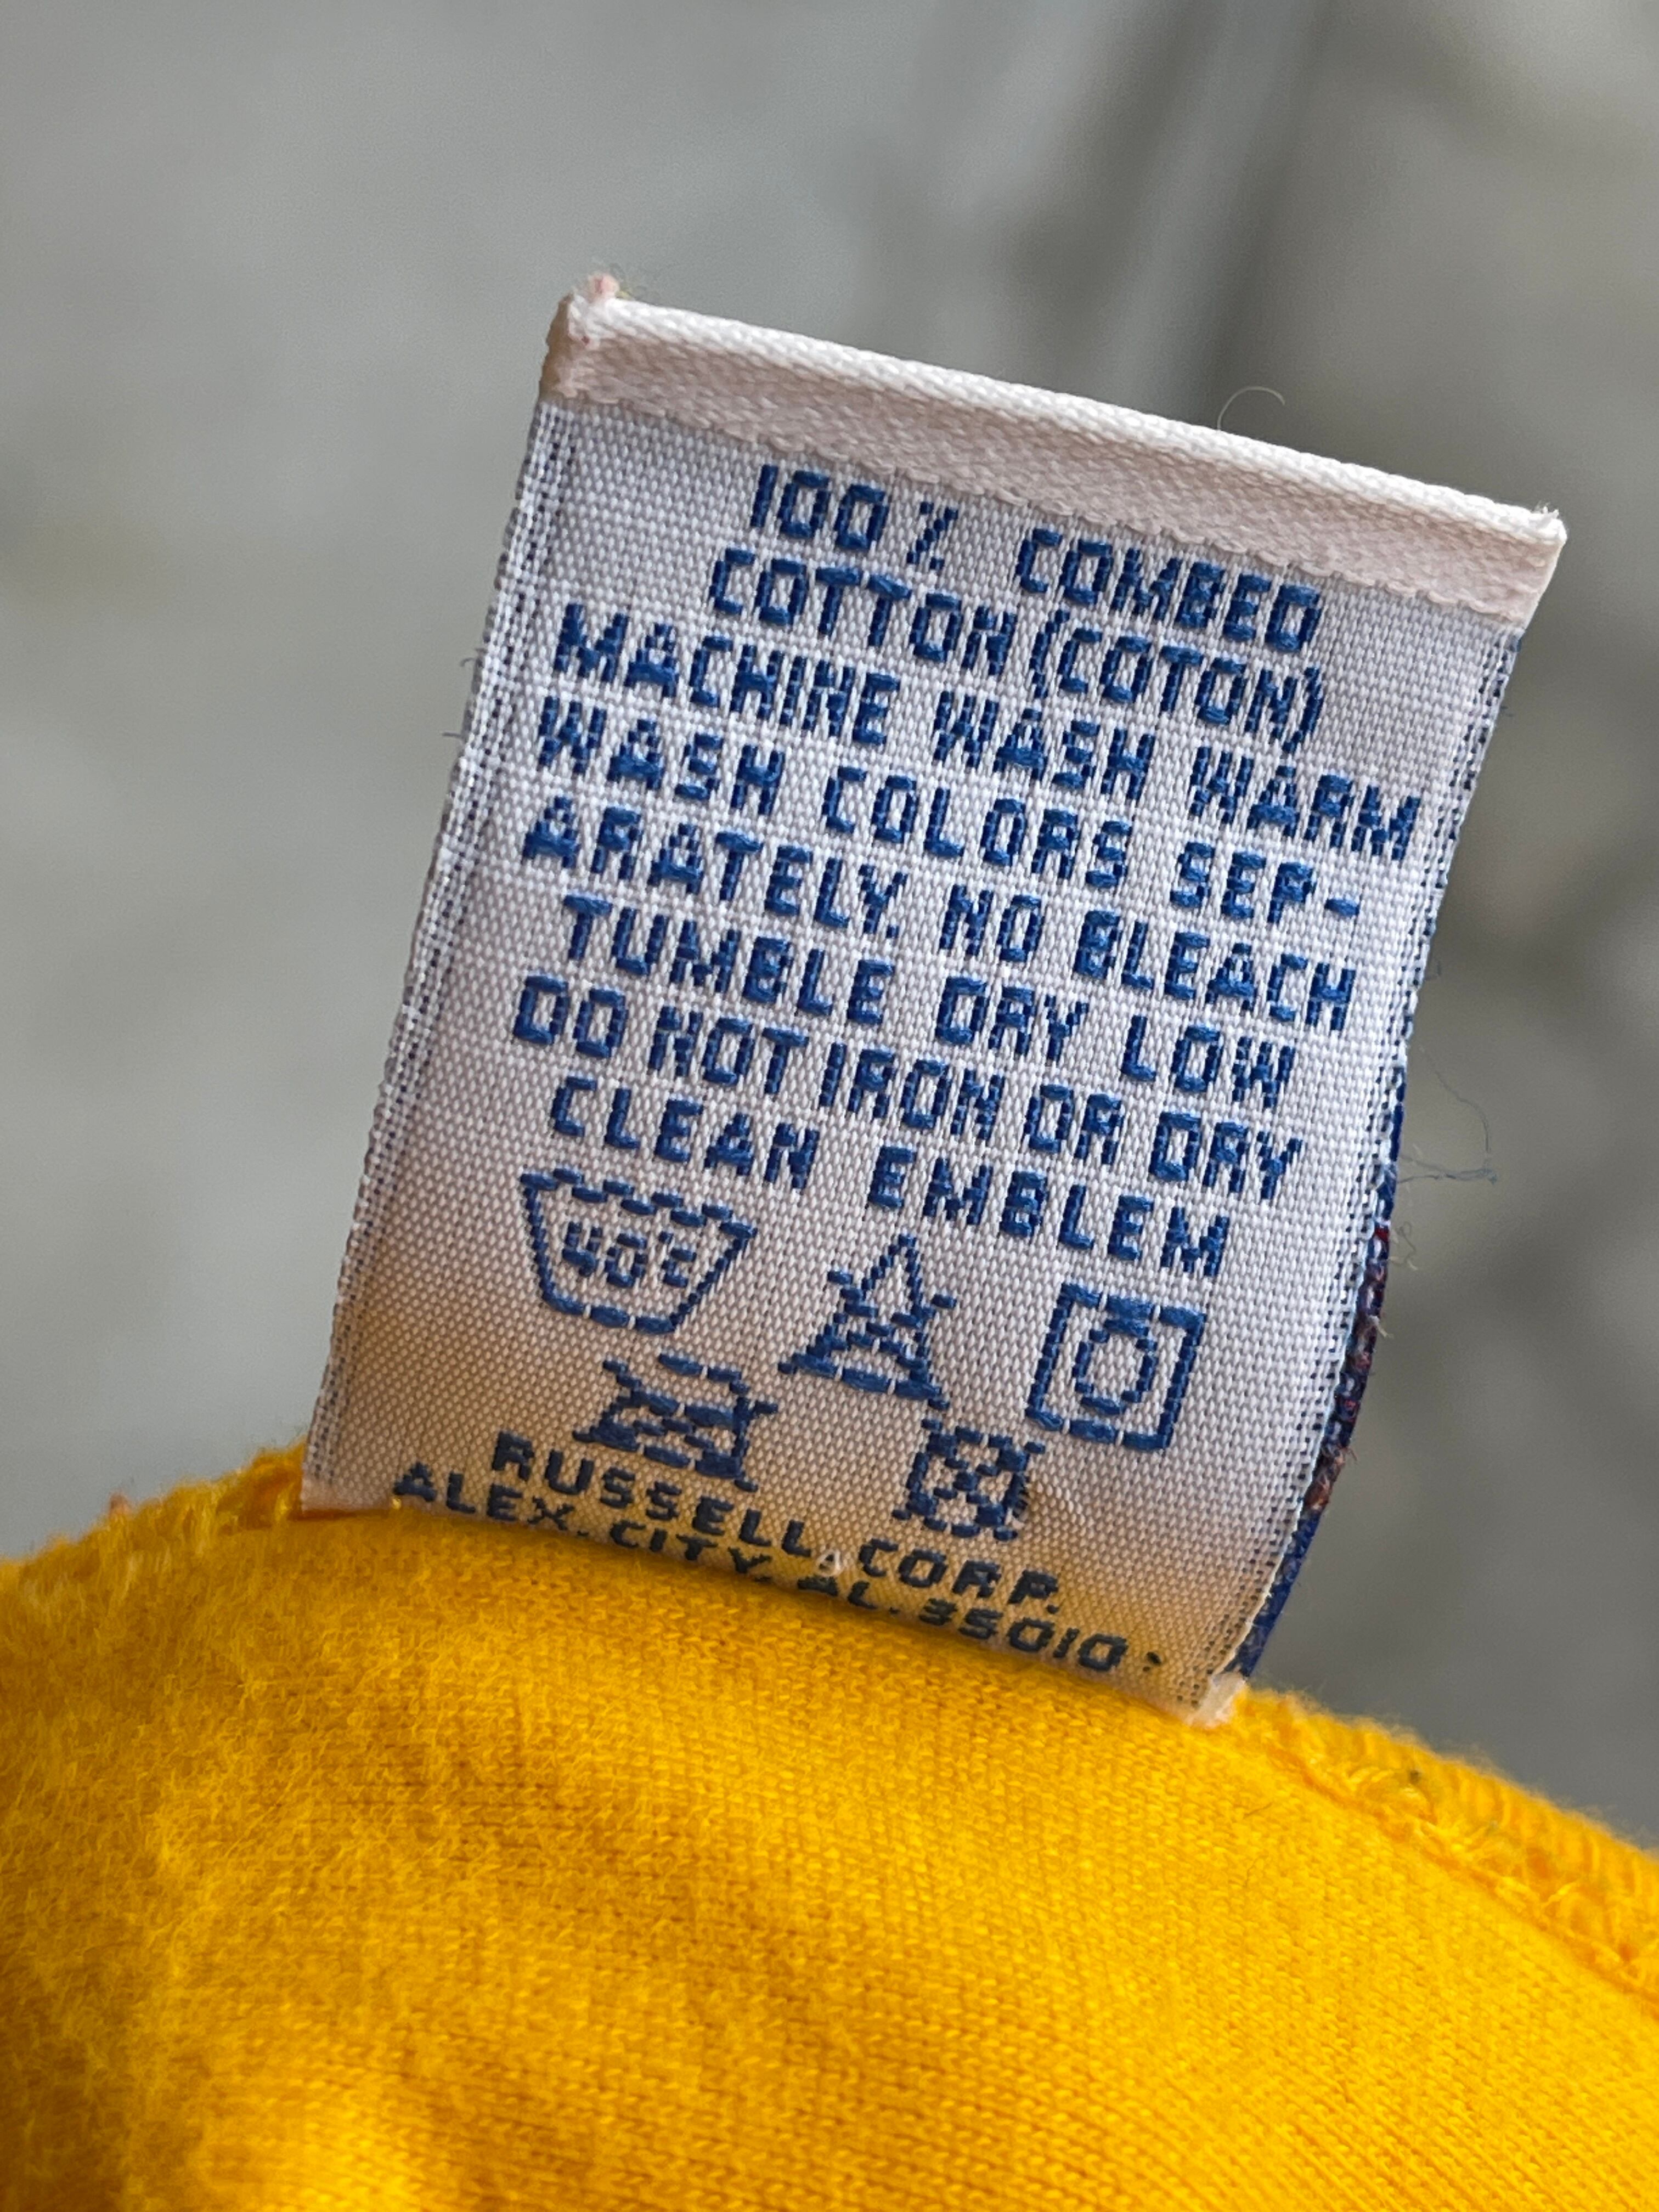 100% COMBED
COTTON (COTON)
MACHINE WASH WARM
WASH COLORS SEP-
ARATELY. NO BLEACH
TUMBLE DRY LOW
DO NOT IRON OR DRY
CLEAN EMBLEM
40°C
RUSSELL CORP.
ALEX. CITY, AL. 35010